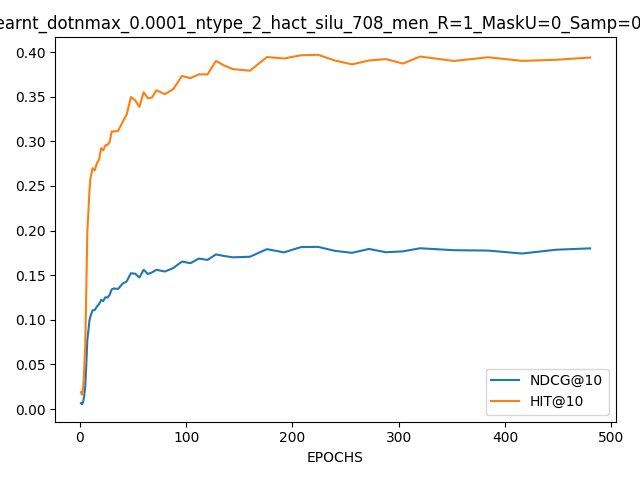 earnt_dotnmax_0.0001_ntype_2_hact_silu_708_men_R=1_MaskU=0_Samp=0
0.40
0.35
0.30
0.25
0.20
0.15
0.10
0.05
0.00
NDCG@10
HIT@10
0 100 200 300 400 500
EPOCHS